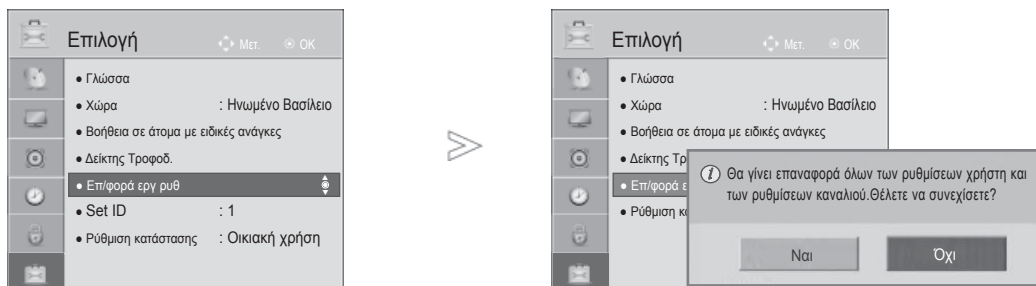 Επιλογή Μετ. OK
● Γλώσσα
● Χώρα : Ηνωμένο Βασίλειο
● Βοήθεια σε άτομα με ειδικές ανάγκες
● Δείκτης Τροφοδ.
● Επ/φορά εργ ρυθ
● Set ID : 1
● Ρύθμιση κατάστασης : Οικιακή χρήση
Επιλογή Μετ. OK
● Γλώσσα
● Χώρα : Ηνωμένο Βασίλειο
● Βοήθεια σε άτομα με ειδικές ανάγκες
● Δείκτης Τρ
● Επ/φορά ε
● Ρύθμιση κα
Θα γίνει επαναφορά όλων των ρυθμίσεων χρήστη και
των ρυθμίσεων καναλιού.Θέλετε να συνεχίσετε?
Ναι Όχι